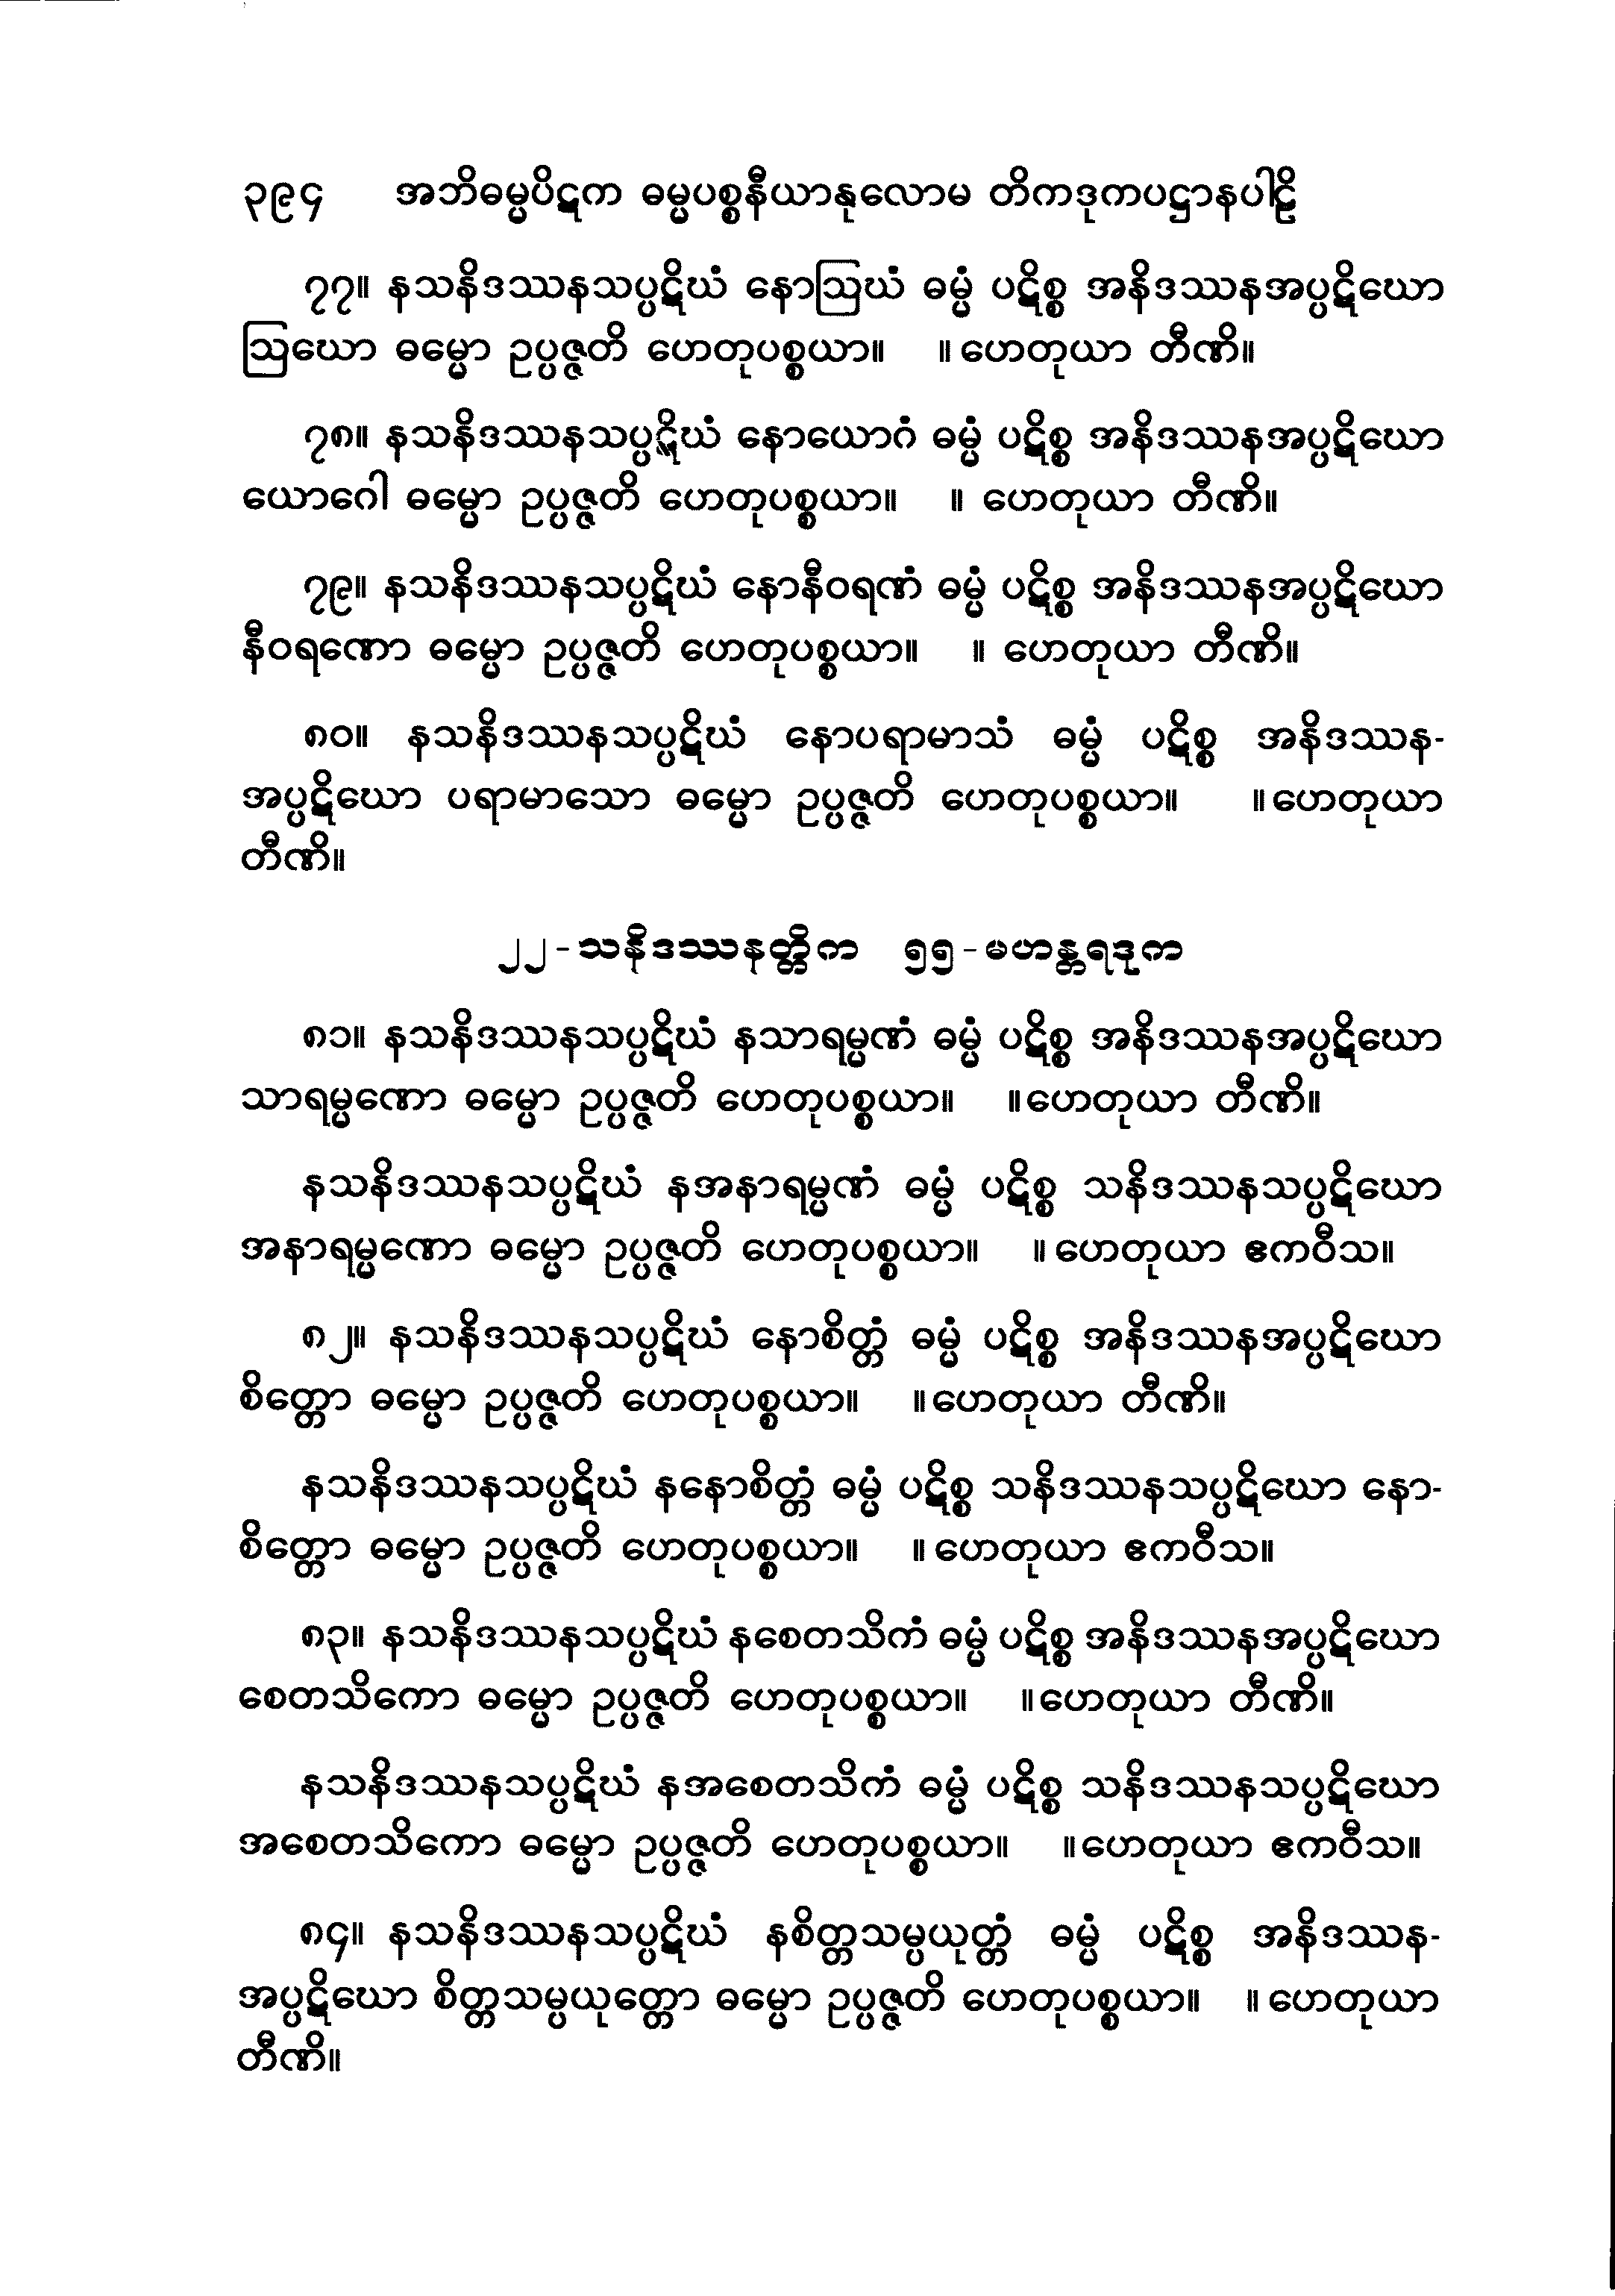 ၃၉၄ အဘိဓမ္မပိဋက ဓမ္မပစ္စနီယာနုလောမ တိကဒုကပဋ္ဌာနပါဠိ
၇၇။ နသနိဒဿနသပ္ပဋိဃံ နောဩဃံ ဓမ္မံ ပဋိစ္စ အနိဒဿနအပ္ပဋိဃော
ဩဃော ဓမ္မော ဥပ္ပဇ္ဇတိ ဟေတုပစ္စယာ။ ။ ဟေတုယာ တီဏိ။
၇၈။ နသနိဒဿနသပ္ပဋိဃံ နောယောဂံ ဓမ္မံ ပဋိစ္စ အနိဒဿနအပ္ပဋိဃော
ယောဂေါ ဓမ္မော ဥပ္ပဇ္ဇတိ ဟေတုပစ္စယာ။ ။ ဟေတုယာ တီဏိ။
၇၉။ နသနိဒဿနသပ္ပဋိဃံ နောနီဝရဏံ ဓမ္မံ ပဋိစ္စ အနိဒဿနအပ္ပဋိဃော
နီဝရဏော ဓမ္မော ဥပ္ပဇ္ဇတိ ဟေတုပစ္စယာ။ ။ ဟေတုယာ တီဏိ။
၈၀။ နသနိဒဿနသပ္ပဋိဃံ နောပရာမာသံ ဓမ္မံ ပဋိစ္စ အနိဒဿန-
အပ္ပဋိဃော ပရာမာသော ဓမ္မော ဥပ္ပဇ္ဇတိ ဟေတုပစ္စယာ။ ။ ဟေတုယာ
တီဏိ။
၂၂-သနိဒဿနတ္တိက ၅၅-မဟန္တရဒုက
၈၁။ နသနိဒဿနသပ္ပဋိဃံ နသာရမ္မဏံ ဓမ္မံ ပဋိစ္စ အနိဒဿနအပ္ပဋိဃော
သာရမ္မဏော ဓမ္မော ဥပ္ပဇ္ဇတိ ဟေတုပစ္စယာ။ ။ ဟေတုယာ တီဏိ။
နသနိဒဿနသပ္ပဋိဃံ နအနာရမ္မဏံ ဓမ္မံ ပဋိစ္စ သနိဒဿနသပ္ပဋိဃော
အနာရမ္မဏော ဓမ္မော ဥပ္ပဇ္ဇတိ ဟေတုပစ္စယာ။ ။ ဟေတုယာ ဧကဝီသ။
၈၂။ နသနိဒဿနသပ္ပဋိဃံ နောစိတ္တံ ဓမ္မံ ပဋိစ္စ အနိဒဿနအပ္ပဋိဃော
စိတ္တော ဓမ္မော ဥပ္ပဇ္ဇတိ ဟေတုပစ္စယာ။ ။ ဟေတုယာ တီဏိ။
နသနိဒဿနသပ္ပဋိဃံ နနောစိတ္တံ ဓမ္မံ ပဋိစ္စ သနိဒဿနသပ္ပဋိဃော နော-
စိတ္တော ဓမ္မော ဥပ္ပဇ္ဇတိ ဟေတုပစ္စယာ။ ။ ဟေတုယာ ဧကဝီသ။
၈၃။ နသနိဒဿနသပ္ပဋိဃံ နစေတသိကံ ဓမ္မံ ပဋိစ္စ အနိဒဿနအပ္ပဋိဃော
စေတသိကော ဓမ္မော ဥပ္ပဇ္ဇတိ ဟေတုပစ္စယာ။ ။ ဟေတုယာ တီဏိ။
နသနိဒဿနသပ္ပဋိဃံ နအစေတသိကံ ဓမ္မံ ပဋိစ္စ သနိဒဿနသပ္ပဋိဃော
အစေတသိကော ဓမ္မော ဥပ္ပဇ္ဇတိ ဟေတုပစ္စယာ။ ။ ဟေတုယာ ဧကဝီသ။
၈၄။ နသနိဒဿနသပ္ပဋိဃံ နစိတ္တသမ္ပယုတ္တံ ဓမ္မံ ပဋိစ္စ အနိဒဿန-
အပ္ပဋိဃော စိတ္တသမ္ပယုတ္တော ဓမ္မော ဥပ္ပဇ္ဇတိ ဟေတုပစ္စယာ။ ။ ဟေတုယာ
တီဏိ။